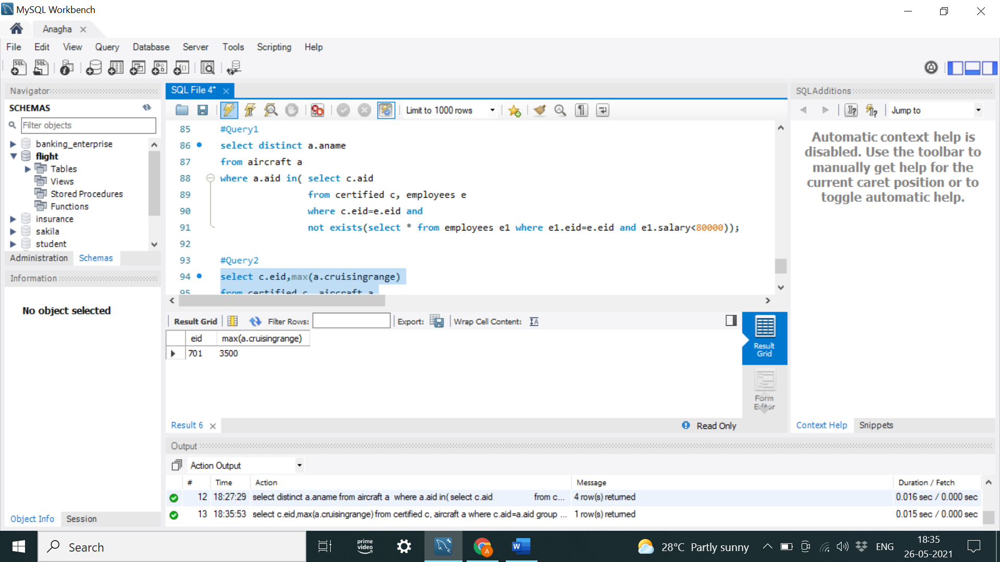 MySQL Workbench
Anagha
File Edit View Query Database Server Tools Scripting Help
Navigator
SCHEMAS
Filter objects
banking_enterprise
flight
Tables
Views
Stored Procedures
Functions
insurance
sakila
student
Administration Schemas
Information
No object selected
Object Info Session
SQL File 4*
Limit to 1000 rows
85 #Query1
86 select distinct a.aname
87 from aircraft a
88 where a.aid in( select c.aid
89 from certified c, employees e
90 where c.eid=e.eid and
91 not exists(select * from employees e1 where e1.eid=e.eid and e1.salary<80000));
92
93 #Query2
94 select c.eid,max(a.cruisingrange)
95 from certified c, aircraft a
Result Grid Filter Rows: Export: Wrap Cell Content:
eid max(a.cruisingrange)
701 3500
Result Grid
Form Editor
Result 6
Read Only
SQLAdditions
Jump to
Automatic context help is
disabled. Use the toolbar to
manually get help for the
current caret position or to
toggle automatic help.
Context Help Snippets
Output
Action Output
# Time Action Message Duration / Fetch
12 18:27:29 select distinct a.aname from aircraft a where a.aid in( select c.aid from c... 4 row(s) returned 0.016 sec / 0.000 sec
13 18:35:53 select c.eid,max(a.cruisingrange) from certified c, aircraft a where c.aid=a.aid group ... 1 row(s) returned 0.015 sec / 0.000 sec
Search
prime
video
A
W
28°C Partly sunny
ENG
18:35
26-05-2021